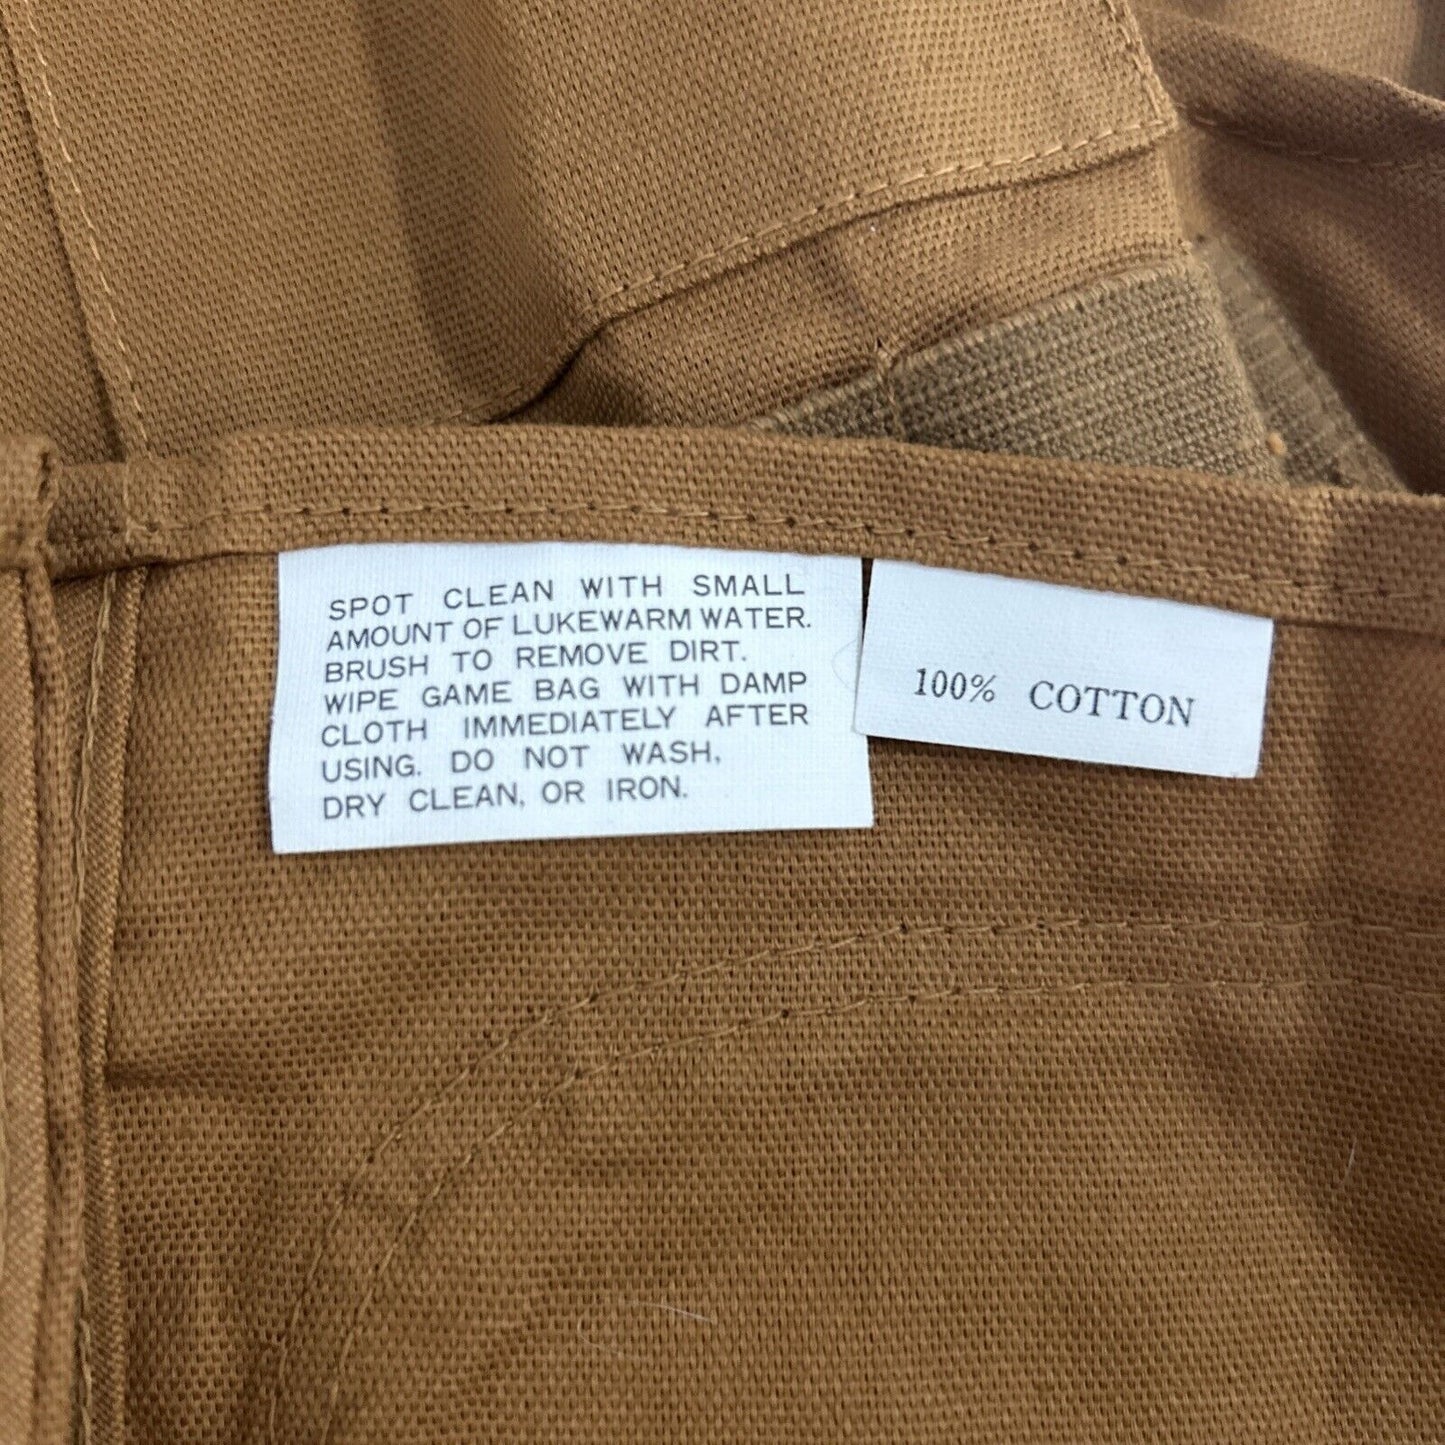 SPOT CLEAN WITH SMALL
AMOUNT OF LUKEWARM WATER.
BRUSH TO REMOVE DIRT.
WIPE GAME BAG WITH DAMP
CLOTH IMMEDIATELY AFTER
USING. DO NOT WASH,
DRY CLEAN, OR IRON.
100% COTTON